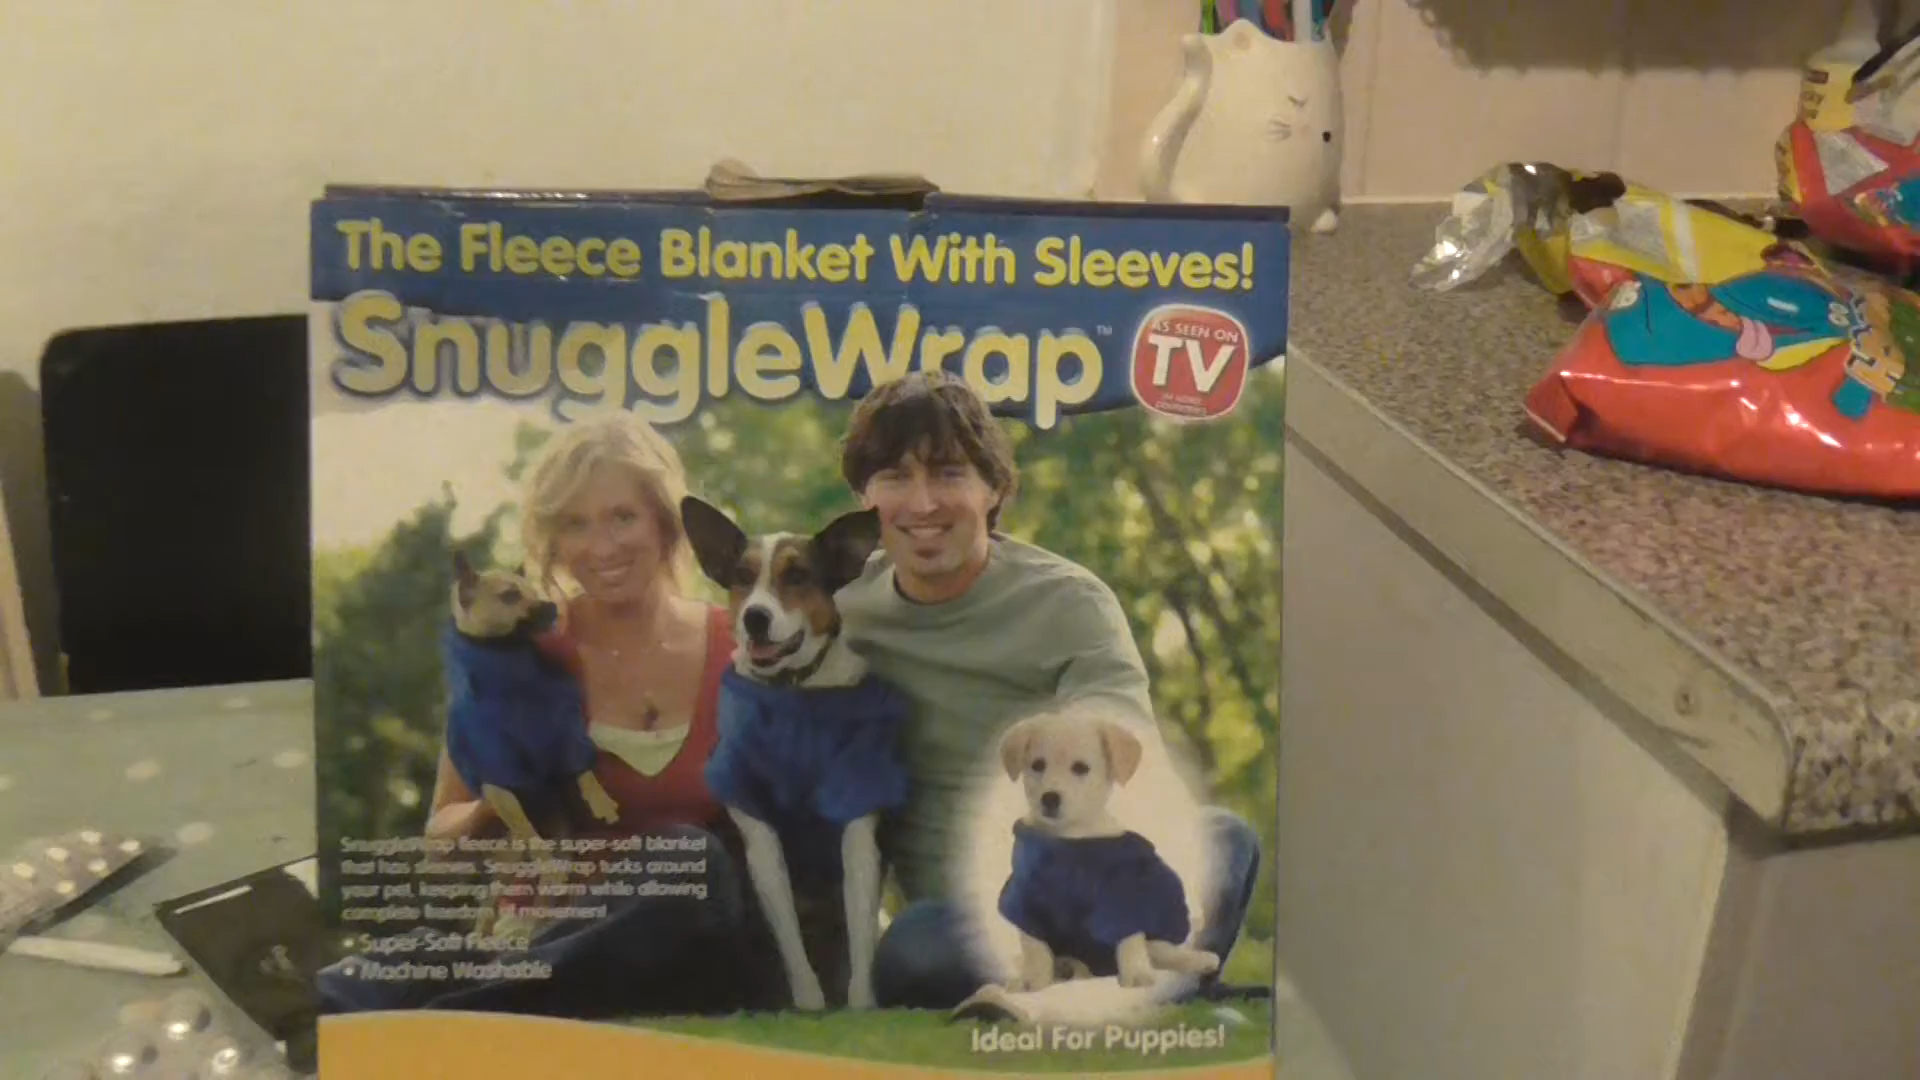 The Fleece Blanket With Sleeves!
SnuggleWrap™
AS SEEN ON
TV
SnuggleWrap fleece is the super-soft blanket
that has sleeves. SnuggleWrap tucks around
your pet, keeping them warm while allowing
complete freedom of movement
• Super-Soft Fleece
• Machine Washable
Ideal For Puppies!